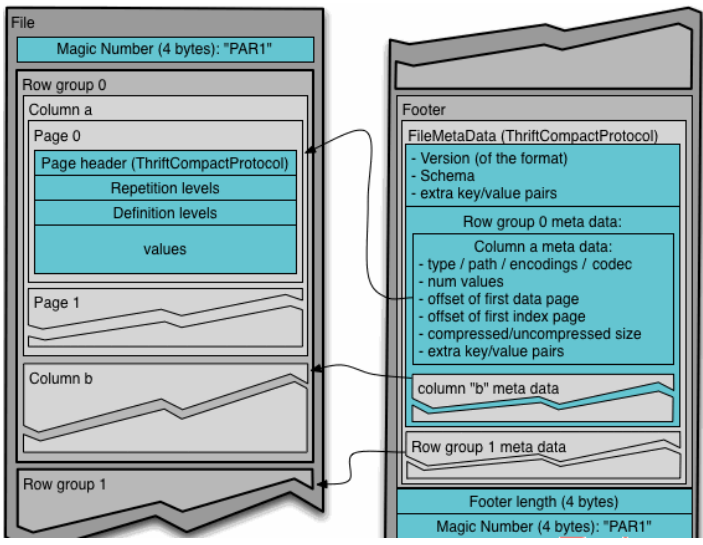 File
Magic Number (4 bytes): "PAR1"
Row group 0
Column a
Page 0
Page header (ThriftCompactProtocol)
Repetition levels
Definition levels
values
Page 1
Column b
Row group 1
Footer
FileMetaData (ThriftCompactProtocol)
- Version (of the format)
- Schema
- extra key/value pairs
Row group 0 meta data:
Column a meta data:
- type / path / encodings / codec
- num values
- offset of first data page
- offset of first index page
- compressed/uncompressed size
- extra key/value pairs
column "b" meta data
Row group 1 meta data
Footer length (4 bytes)
Magic Number (4 bytes): "PAR1"